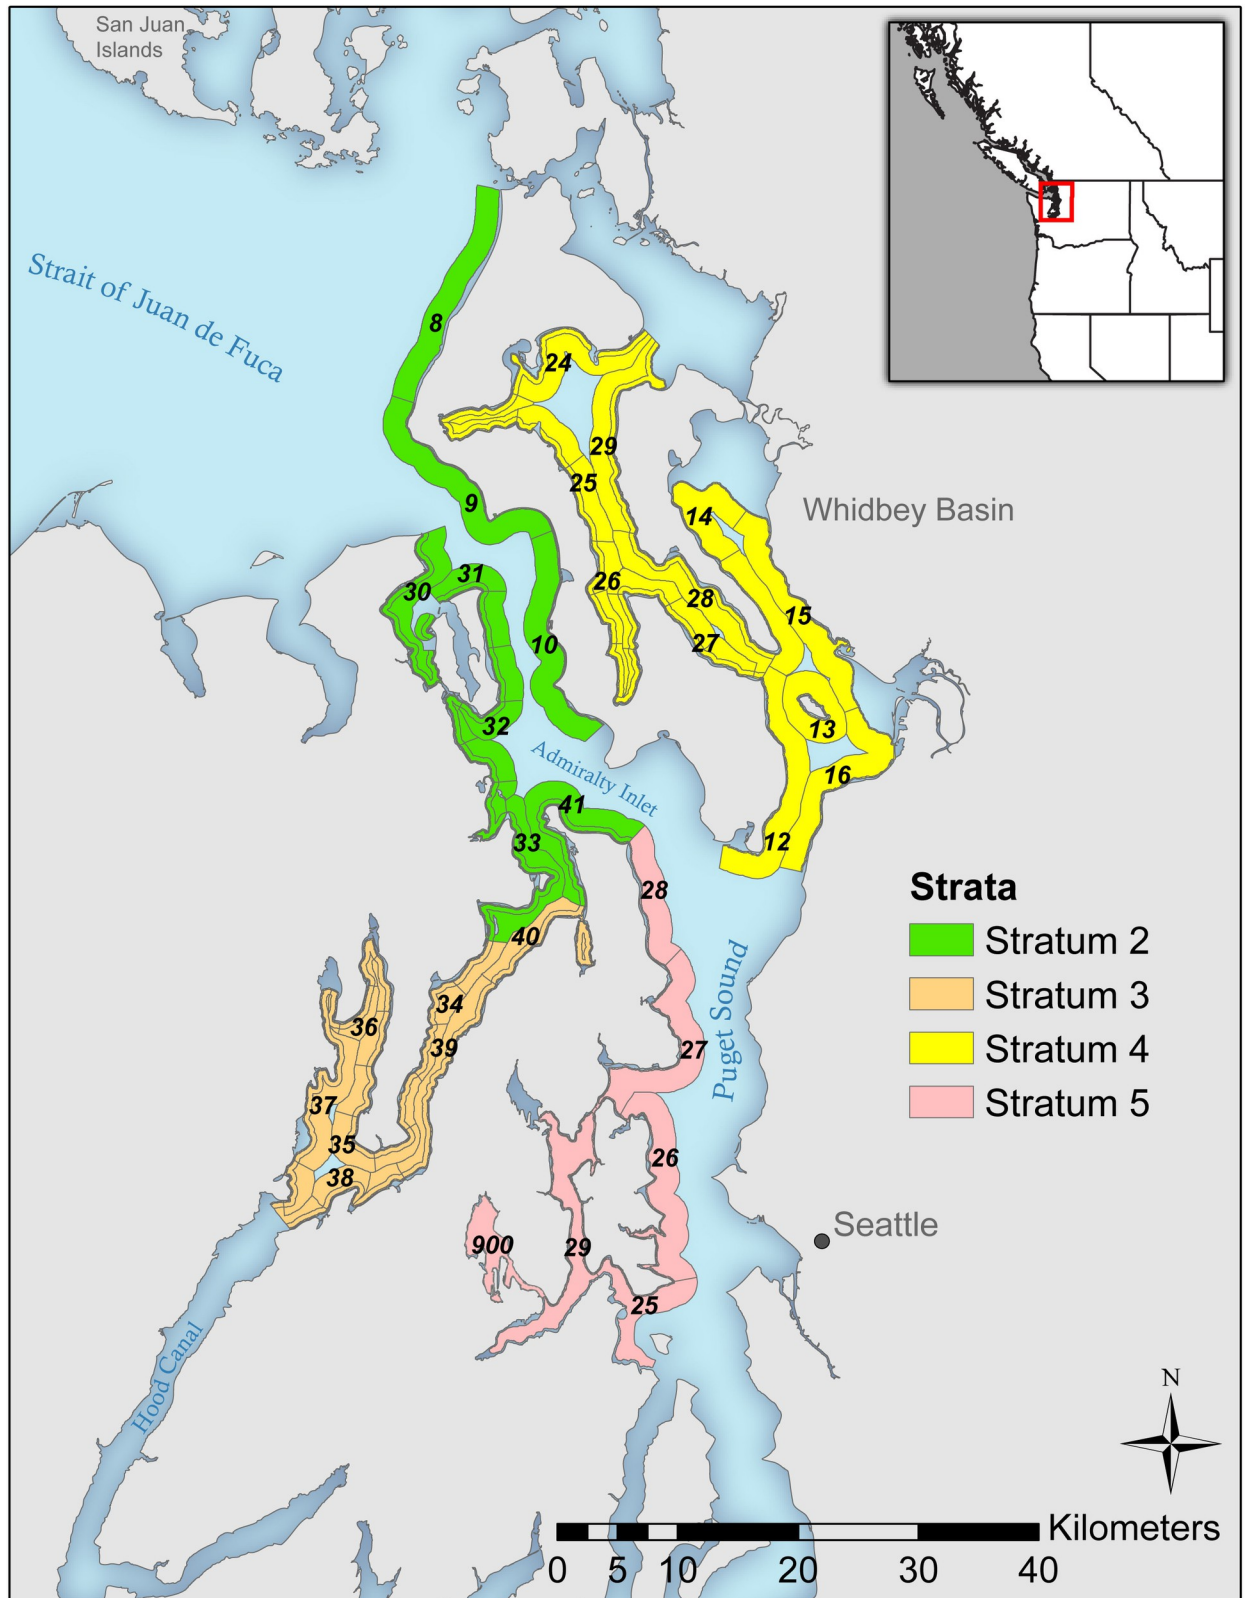 San Juan
Islands
Strait of Juan de Fuca
8
24
29
25
9
14
Whidbey Basin
31
30
26
28
15
10
27
32
13
Admiralty Inlet
16
41
33
12
28
Strata
Stratum 2
40
Stratum 3
34
36
39
27
Puget Sound
Stratum 4
37
Stratum 5
35
26
38
Seattle
900
29
25
Hood Canal
N
Kilometers
0 5 10 20 30 40